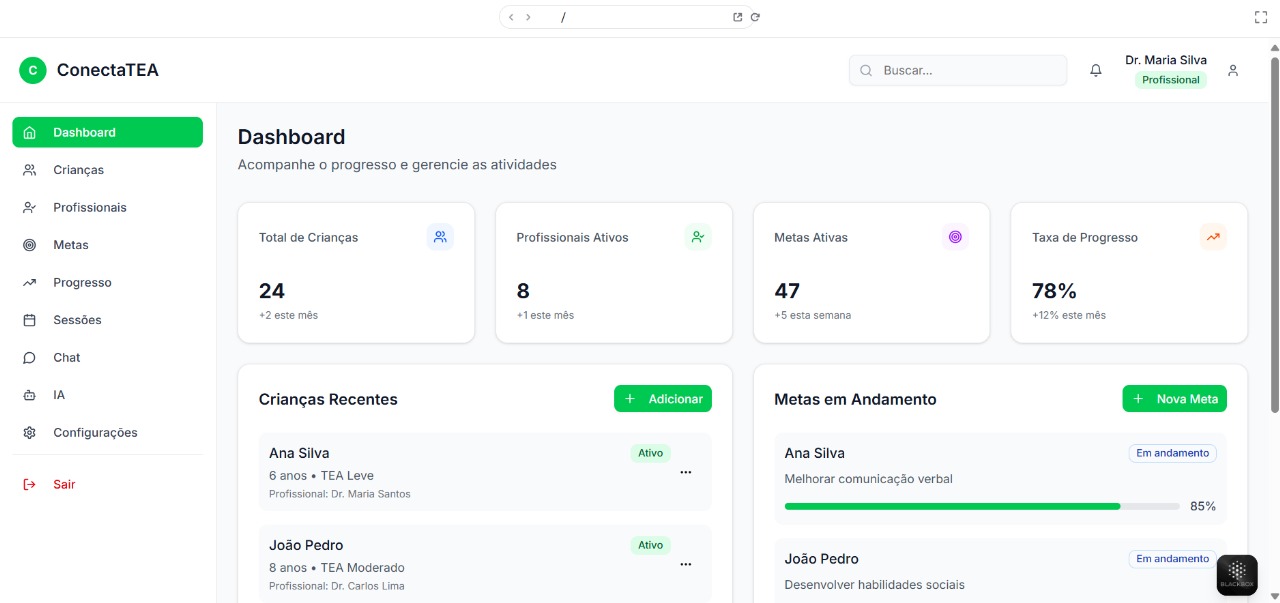 /
C ConectaTEA
Buscar...
Dr. Maria Silva
Profissional
Dashboard
Crianças
Profissionais
Metas
Progresso
Sessões
Chat
IA
Configurações
Sair
Dashboard
Acompanhe o progresso e gerencie as atividades
Total de Crianças
24
+2 este mês
Profissionais Ativos
8
+1 este mês
Metas Ativas
47
+5 esta semana
Taxa de Progresso
78%
+12% este mês
Crianças Recentes
+ Adicionar
Ana Silva
Ativo
6 anos • TEA Leve
Profissional: Dr. Maria Santos
João Pedro
Ativo
8 anos • TEA Moderado
Profissional: Dr. Carlos Lima
Metas em Andamento
+ Nova Meta
Ana Silva
Em andamento
Melhorar comunicação verbal
85%
João Pedro
Em andamento
Desenvolver habilidades sociais
BLACKBOX